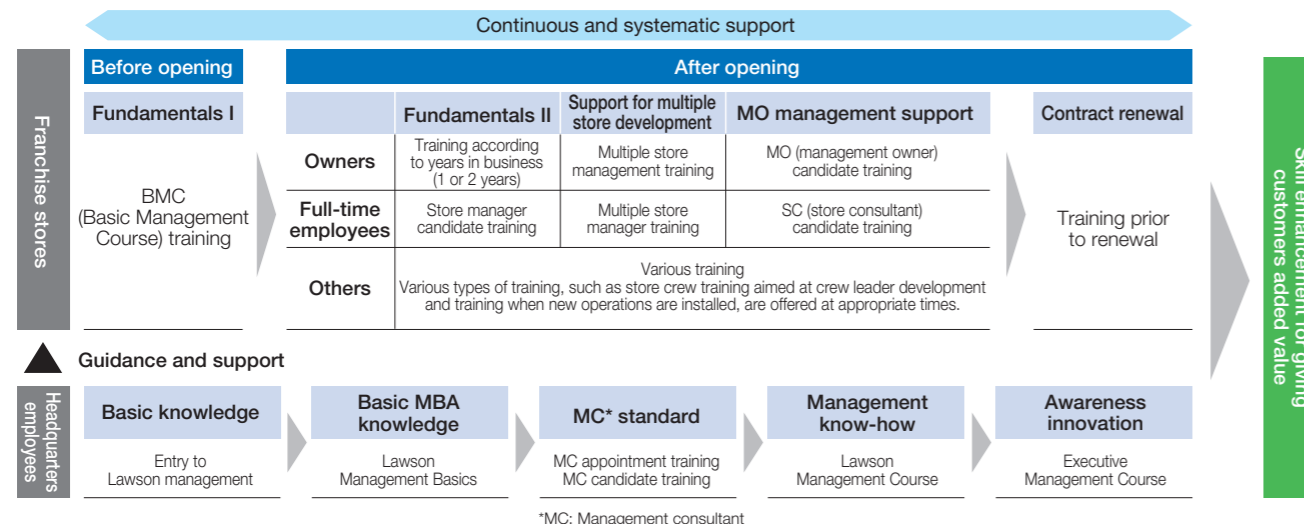 Continuous and systematic support
Franchise stores
Before opening
After opening
Fundamentals I
Fundamentals II
Support for multiple
store development
MO management support
Contract renewal
BMC
(Basic Management
Course) training
Owners
Training according
to years in business
(1 or 2 years)
Multiple store
management training
MO (management owner)
candidate training
Full-time
employees
Store manager
candidate training
Multiple store
manager training
SC (store consultant)
candidate training
Others
Various training
Various types of training, such as store crew training aimed at crew leader development
and training when new operations are installed, are offered at appropriate times.
Training prior
to renewal
Skill enhancement for giving
customers added value
Guidance and support
Headquarters
employees
Basic knowledge
Basic MBA
knowledge
MC* standard
Management
know-how
Awareness
innovation
Entry to
Lawson management
Lawson
Management Basics
MC appointment training
MC candidate training
Lawson
Management Course
Executive
Management Course
*MC: Management consultant